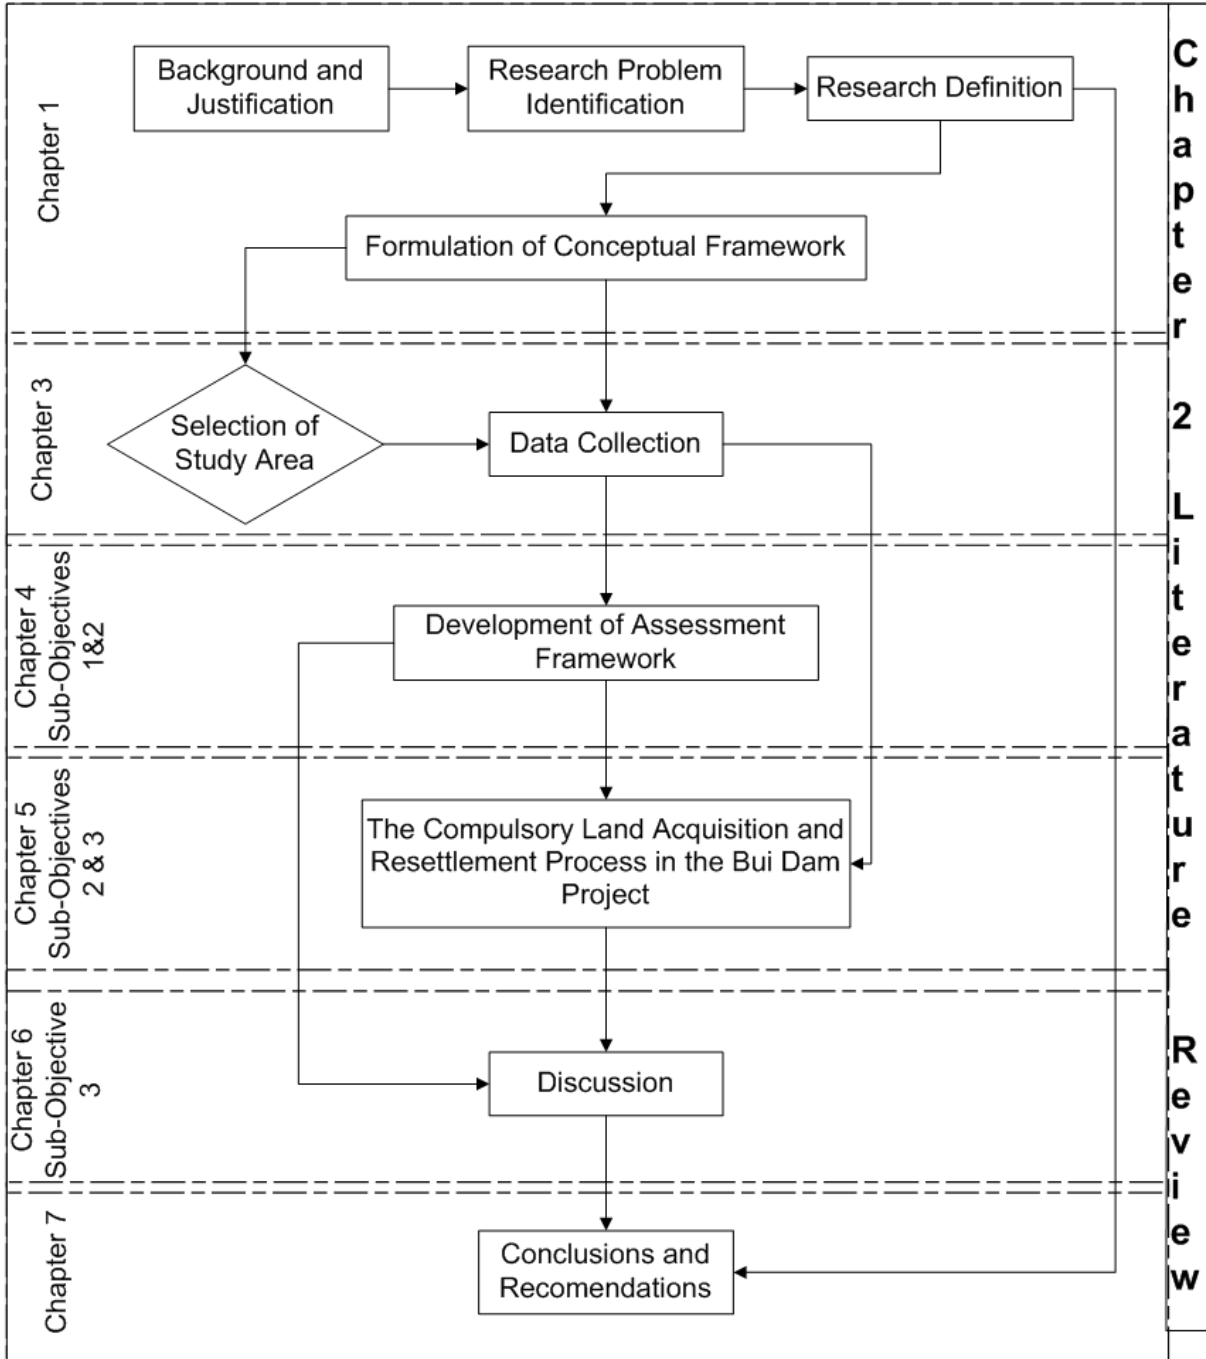 Chapter 1
Background and
Justification
Research Problem
Identification
Research Definition
Formulation of Conceptual Framework
Chapter 3
Selection of
Study Area
Data Collection
Chapter 4
Sub-Objectives
1&2
Development of Assessment
Framework
Chapter 5
Sub-Objectives
2 & 3
The Compulsory Land Acquisition and
Resettlement Process in the Bui Dam
Project
Chapter 6
Sub-Objective
3
Discussion
Chapter 7
Conclusions and
Recomendations
Chapter 2 Literature Review